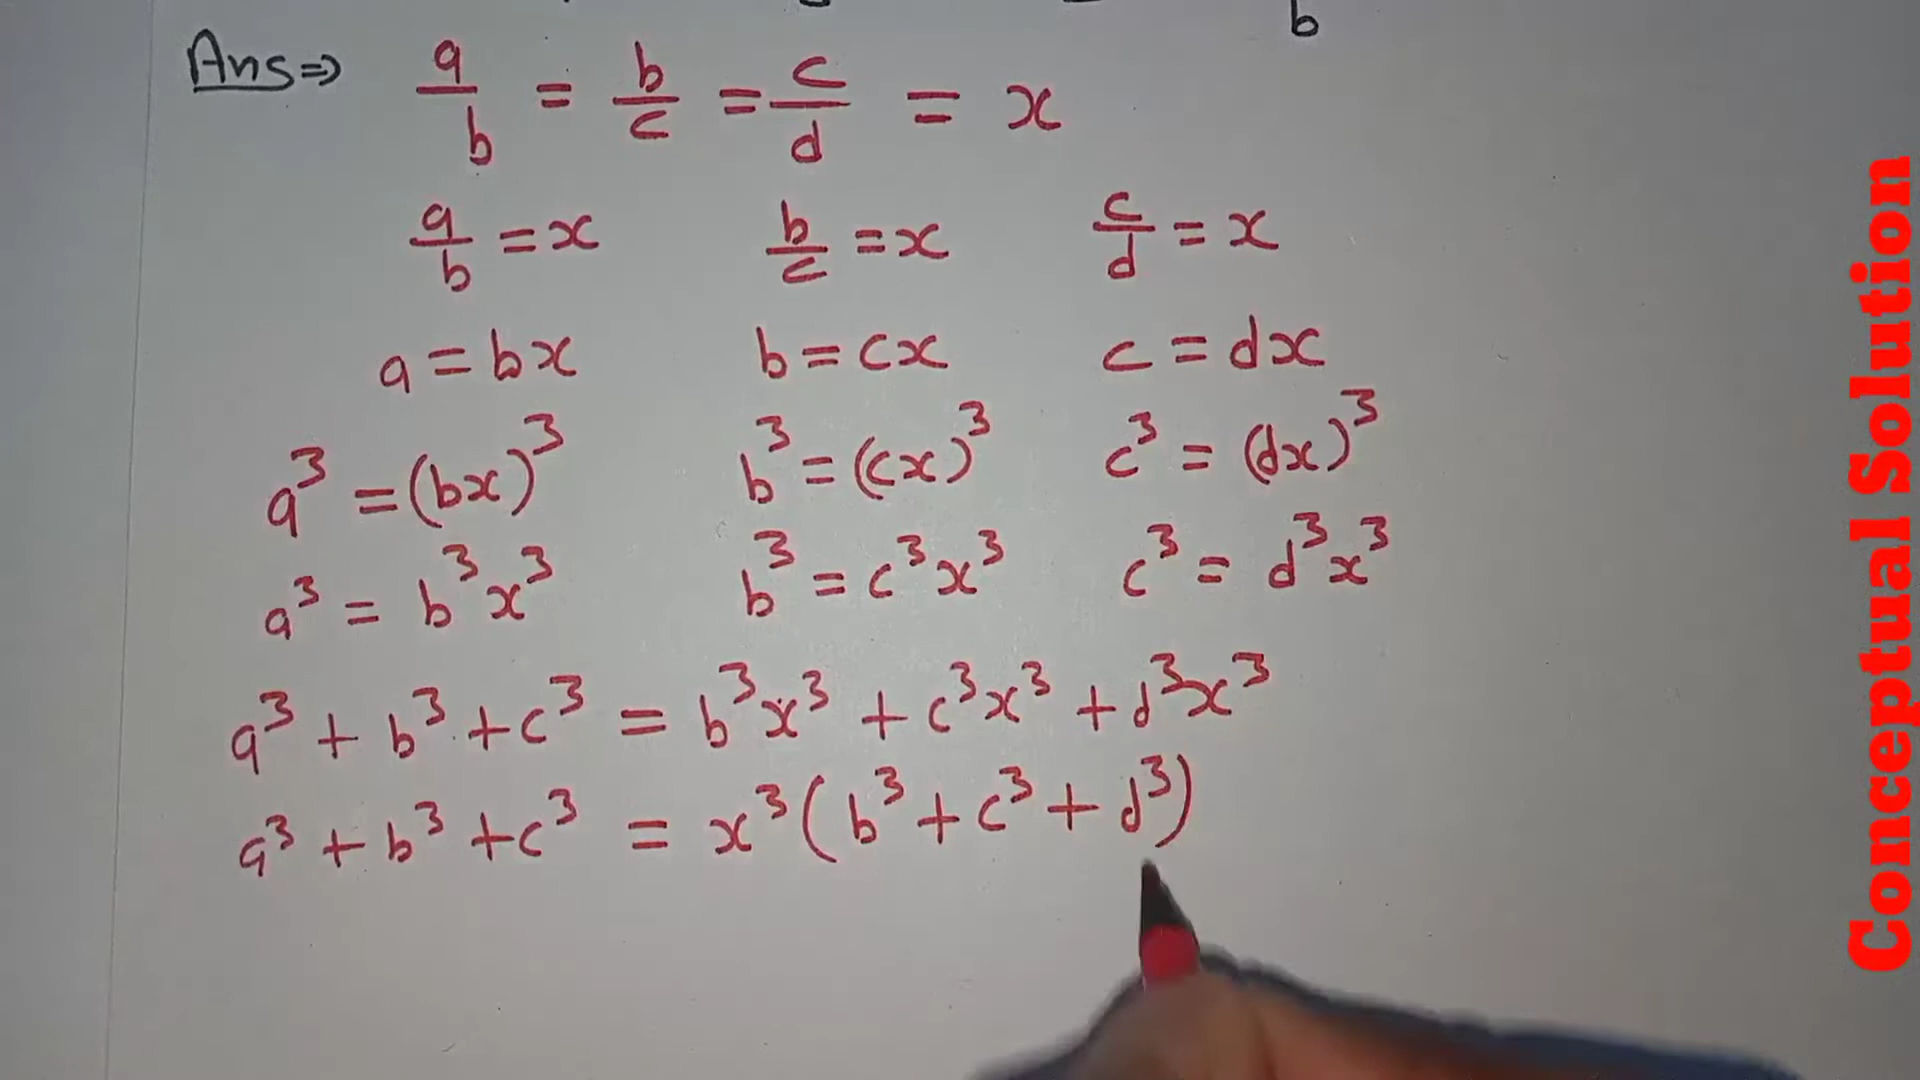 b
Ans⇒ a/b = b/c = c/d = x
a/b = x b/c = x c/d = x
a = bx b = cx c = dx
a³ = (bx)³ b³ = (cx)³ c³ = (dx)³
a³ = b³x³ b³ = c³x³ c³ = d³x³
a³ + b³ + c³ = b³x³ + c³x³ + d³x³
a³ + b³ + c³ = x³(b³ + c³ + d³)
Conceptual Solution